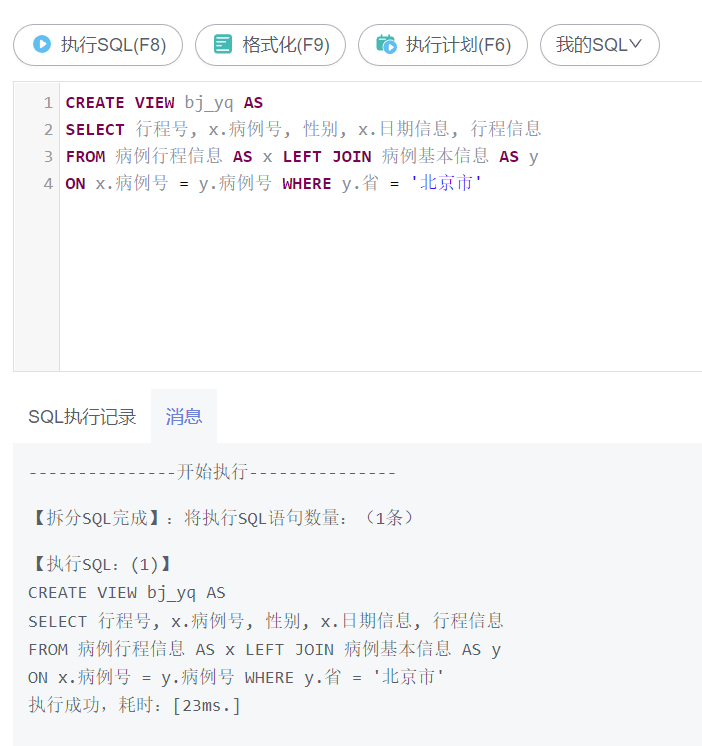 执行SQL(F8) 格式化(F9) 执行计划(F6) 我的SQL
1 CREATE VIEW bj_yq AS
2 SELECT 行程号, x.病例号, 性别, x.日期信息, 行程信息
3 FROM 病例行程信息 AS x LEFT JOIN 病例基本信息 AS y
4 ON x.病例号 = y.病例号 WHERE y.省 = '北京市'
SQL执行记录 消息
---------------开始执行---------------
【拆分SQL完成】：将执行SQL语句数量：（1条）
【执行SQL：(1)】
CREATE VIEW bj_yq AS
SELECT 行程号, x.病例号, 性别, x.日期信息, 行程信息
FROM 病例行程信息 AS x LEFT JOIN 病例基本信息 AS y
ON x.病例号 = y.病例号 WHERE y.省 = '北京市'
执行成功，耗时：[23ms.]